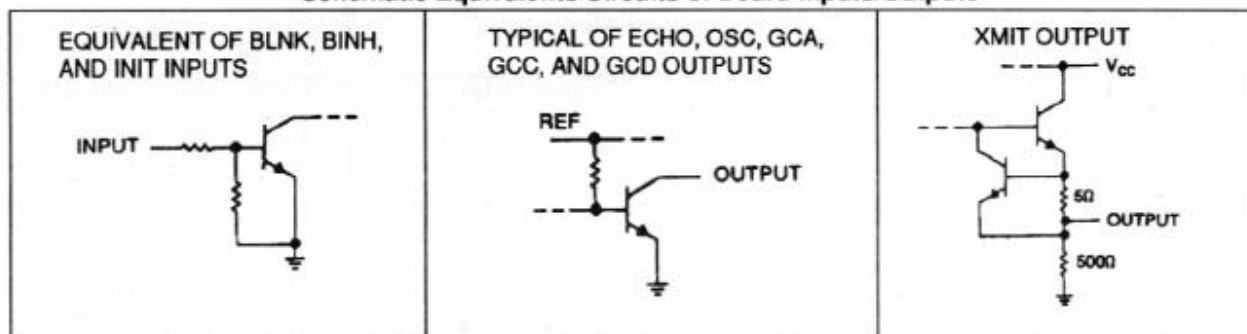 EQUIVALENT OF BLNK, BINH,
AND INIT INPUTS
INPUT
TYPICAL OF ECHO, OSC, GCA,
GCC, AND GCD OUTPUTS
REF
OUTPUT
XMIT OUTPUT
Vcc
5Ω
OUTPUT
500Ω